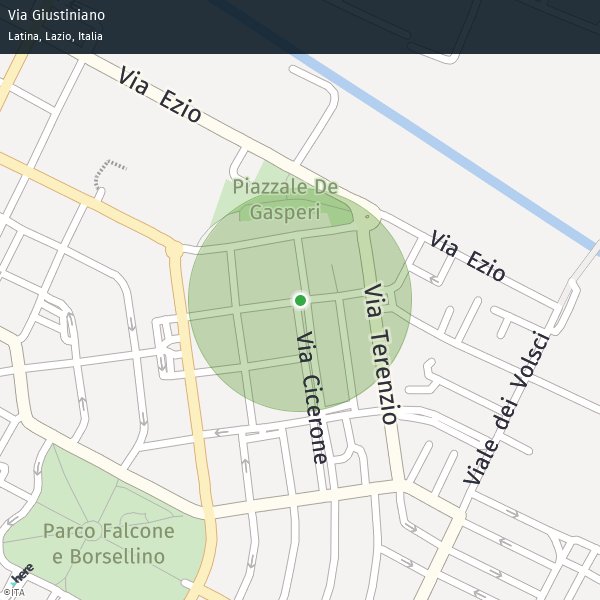 Via Giustiniano
Latina, Lazio, Italia
Via Ezio
Piazzale De
Gasperi
Via Ezio
Via Terenzio
Via Cicerone
Viale dei Volsci
Parco Falcone
e Borsellino
here
©ITA